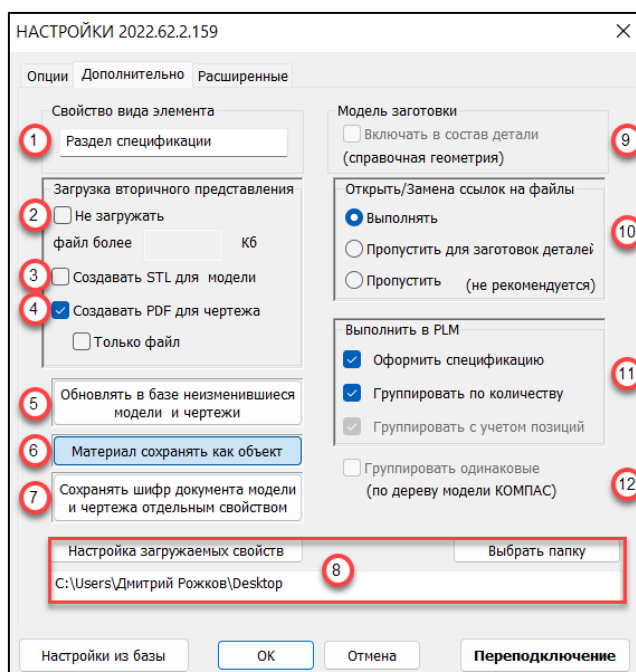 НАСТРОЙКИ 2022.62.2.159
Опции Дополнительно Расширенные
Свойство вида элемента
1 Раздел спецификации
Загрузка вторичного представления
2 Не загружать
файл более Кб
3 Создавать STL для модели
4 Создавать PDF для чертежа
Только файл
5 Обновлять в базе неизменившиеся
модели и чертежи
6 Материал сохранять как объект
7 Сохранять шифр документа модели
и чертежа отдельным свойством
Модель заготовки
Включать в состав детали 9
(справочная геометрия)
Открыть/Замена ссылок на файлы
Выполнять 10
Пропустить для заготовок деталей
Пропустить (не рекомендуется)
Выполнить в PLM
Оформить спецификацию 11
Группировать по количеству
Группировать с учетом позиций
Группировать одинаковые 12
(по дереву модели КОМПАС)
Настройка загружаемых свойств 8 Выбрать папку
C:\Users\Дмитрий Рожков\Desktop
Настройки из базы ОК Отмена Переподключение